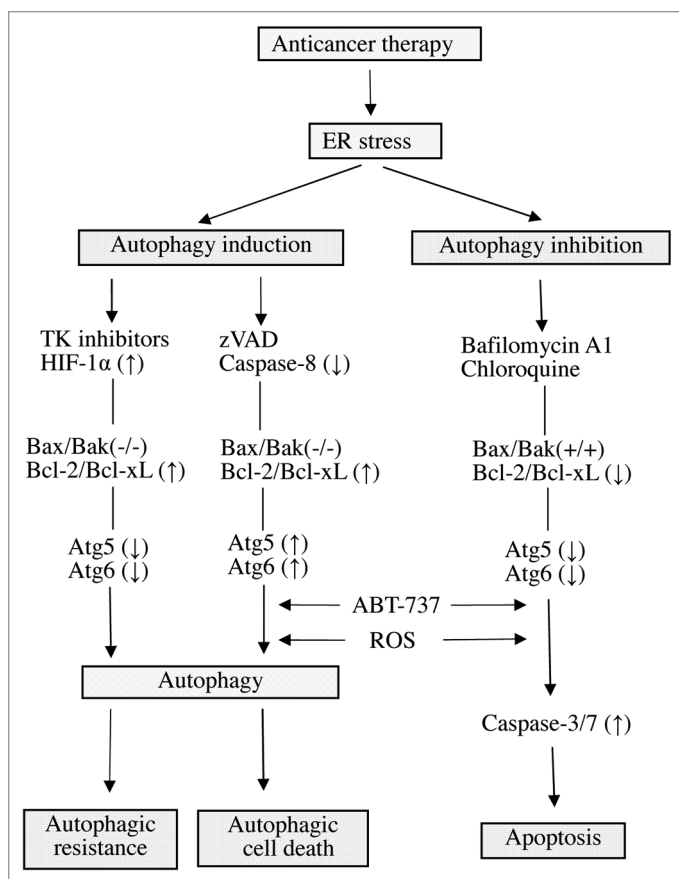 Anticancer therapy
ER stress
Autophagy induction
Autophagy inhibition
TK inhibitors
HIF-1α (↑)
zVAD
Caspase-8 (↓)
Bafilomycin A1
Chloroquine
Bax/Bak(-/-)
Bcl-2/Bcl-xL (↑)
Bax/Bak(-/-)
Bcl-2/Bcl-xL (↑)
Bax/Bak(+/+)
Bcl-2/Bcl-xL (↓)
Atg5 (↓)
Atg6 (↓)
Atg5 (↑)
Atg6 (↑)
Atg5 (↓)
Atg6 (↓)
ABT-737
ROS
Autophagy
Caspase-3/7 (↑)
Autophagic
resistance
Autophagic
cell death
Apoptosis